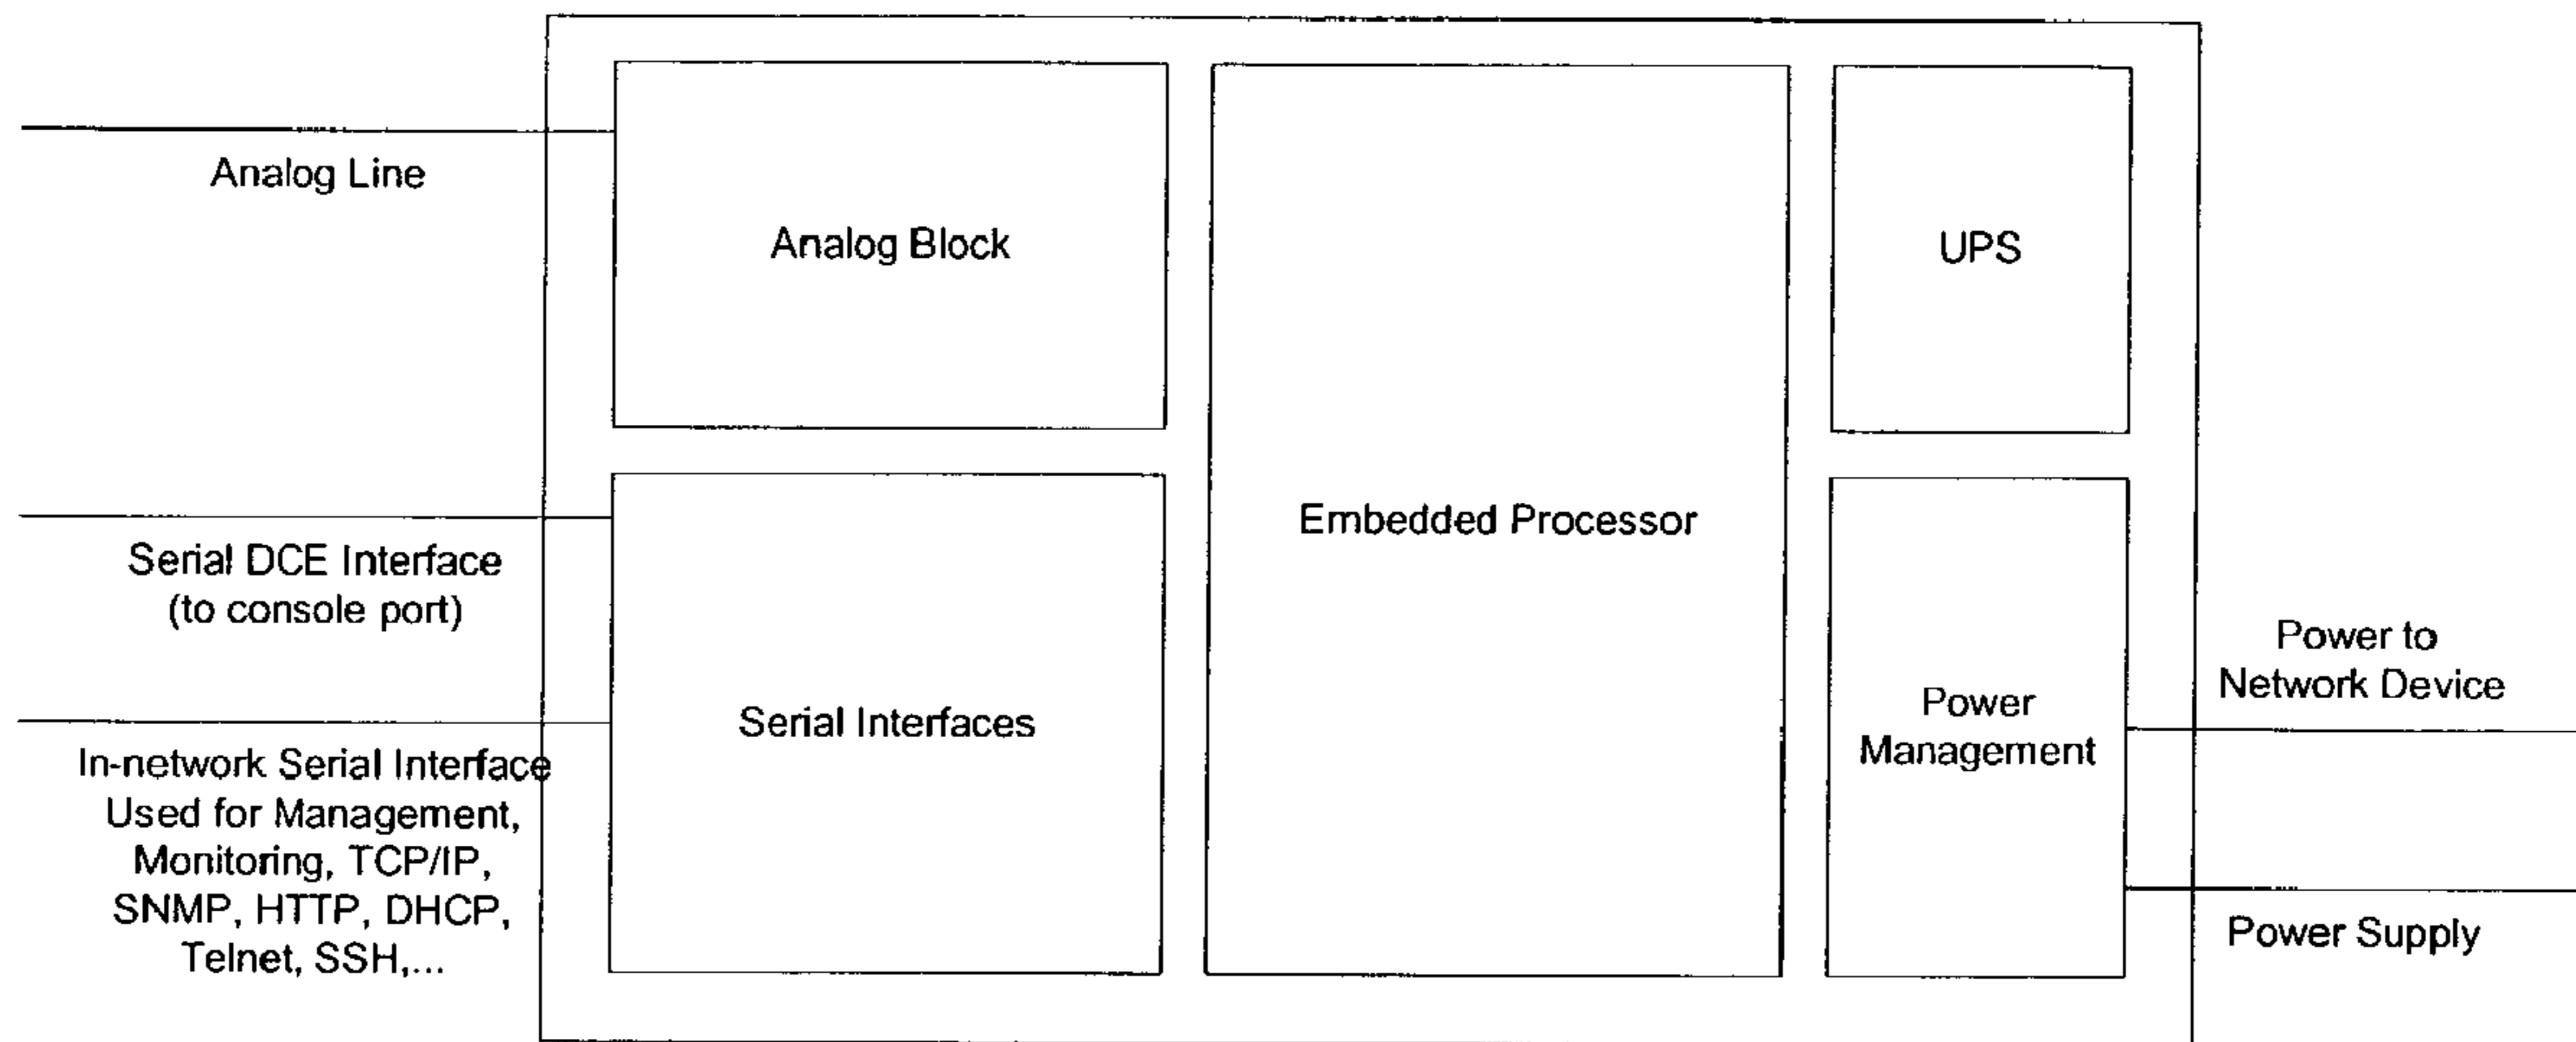 Analog Line
Analog Block
UPS
Serial DCE Interface
(to console port)
Embedded Processor
Power to
Network Device
Serial Interfaces
Power
Management
In-network Serial Interface
Used for Management,
Monitoring, TCP/IP,
SNMP, HTTP, DHCP,
Telnet, SSH,...
Power Supply